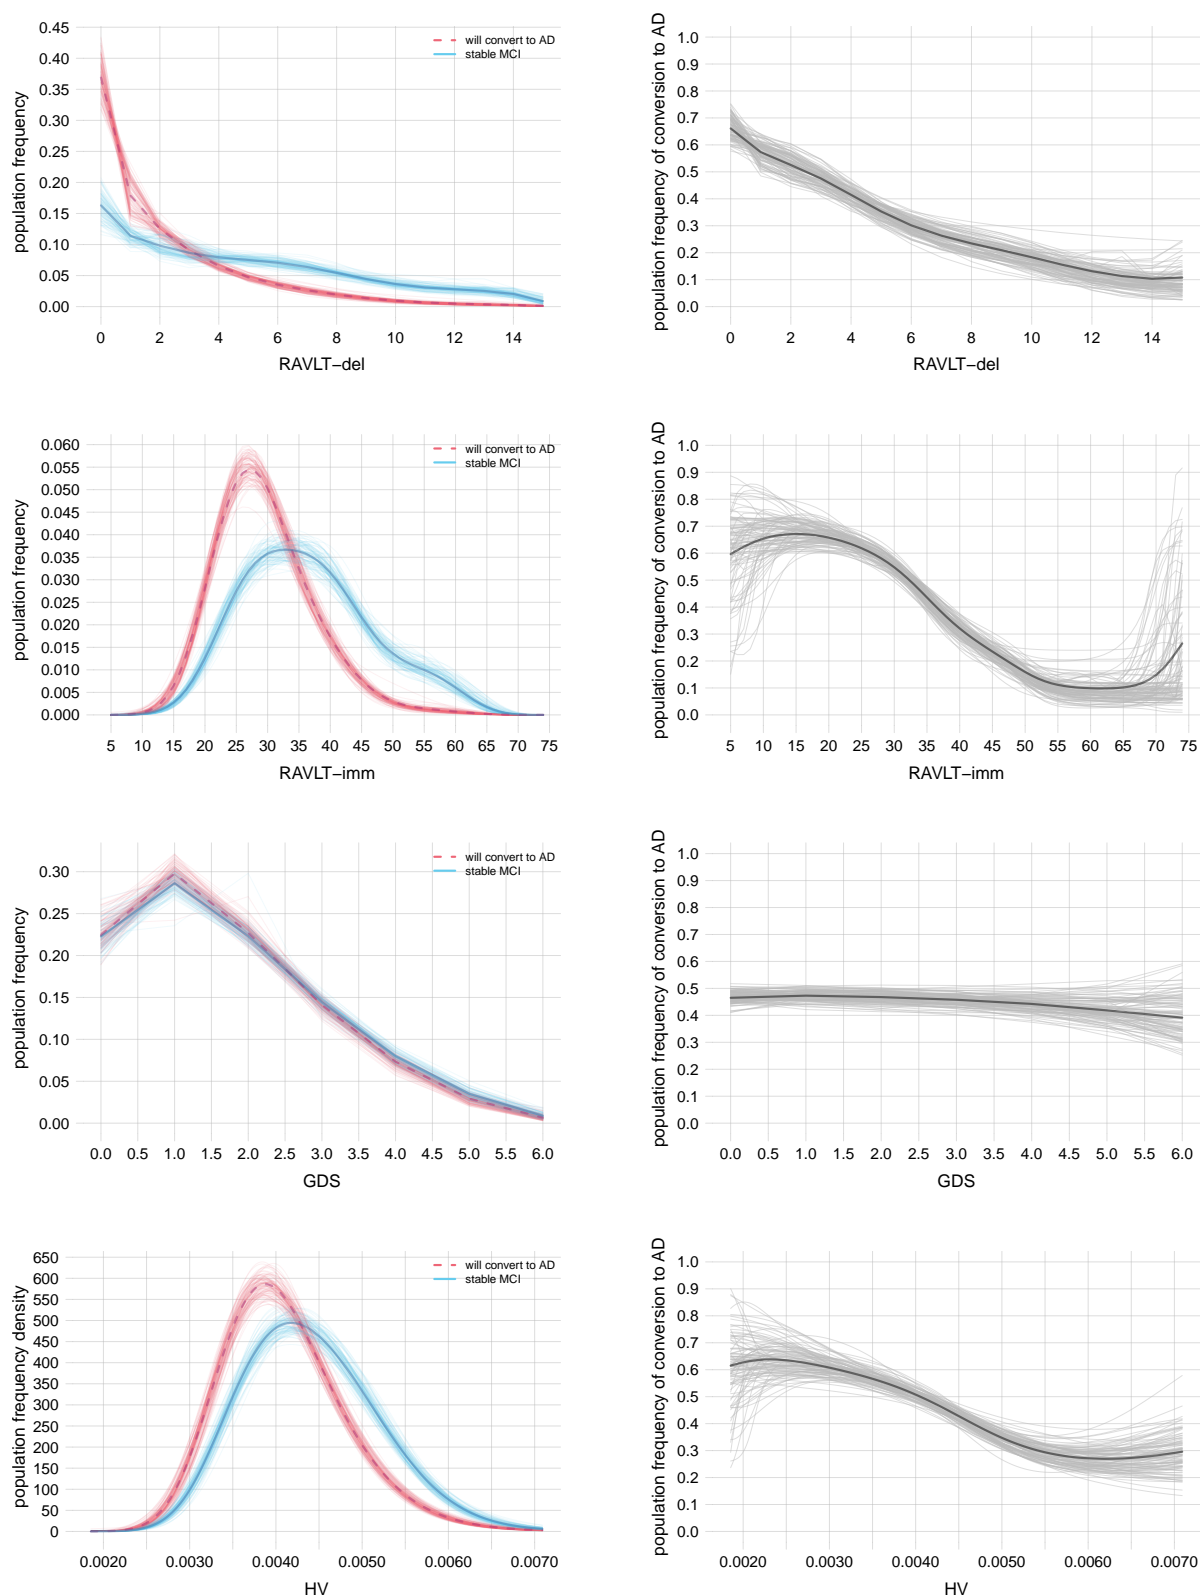 population frequency
0.45
0.40
0.35
0.30
0.25
0.20
0.15
0.10
0.05
0.00
will convert to AD
stable MCI
0 2 4 6 8 10 12 14
RAVLT−del
population frequency of conversion to AD
1.0
0.9
0.8
0.7
0.6
0.5
0.4
0.3
0.2
0.1
0.0
0 2 4 6 8 10 12 14
RAVLT−del
population frequency
0.060
0.055
0.050
0.045
0.040
0.035
0.030
0.025
0.020
0.015
0.010
0.005
0.000
will convert to AD
stable MCI
5 10 15 20 25 30 35 40 45 50 55 60 65 70 75
RAVLT−imm
population frequency of conversion to AD
1.0
0.9
0.8
0.7
0.6
0.5
0.4
0.3
0.2
0.1
0.0
5 10 15 20 25 30 35 40 45 50 55 60 65 70 75
RAVLT−imm
population frequency
0.30
0.25
0.20
0.15
0.10
0.05
0.00
will convert to AD
stable MCI
0.0 0.5 1.0 1.5 2.0 2.5 3.0 3.5 4.0 4.5 5.0 5.5 6.0
GDS
population frequency of conversion to AD
1.0
0.9
0.8
0.7
0.6
0.5
0.4
0.3
0.2
0.1
0.0
0.0 0.5 1.0 1.5 2.0 2.5 3.0 3.5 4.0 4.5 5.0 5.5 6.0
GDS
population frequency density
650
600
550
500
450
400
350
300
250
200
150
100
50
0
will convert to AD
stable MCI
0.0020 0.0030 0.0040 0.0050 0.0060 0.0070
HV
population frequency of conversion to AD
1.0
0.9
0.8
0.7
0.6
0.5
0.4
0.3
0.2
0.1
0.0
0.0020 0.0030 0.0040 0.0050 0.0060 0.0070
HV